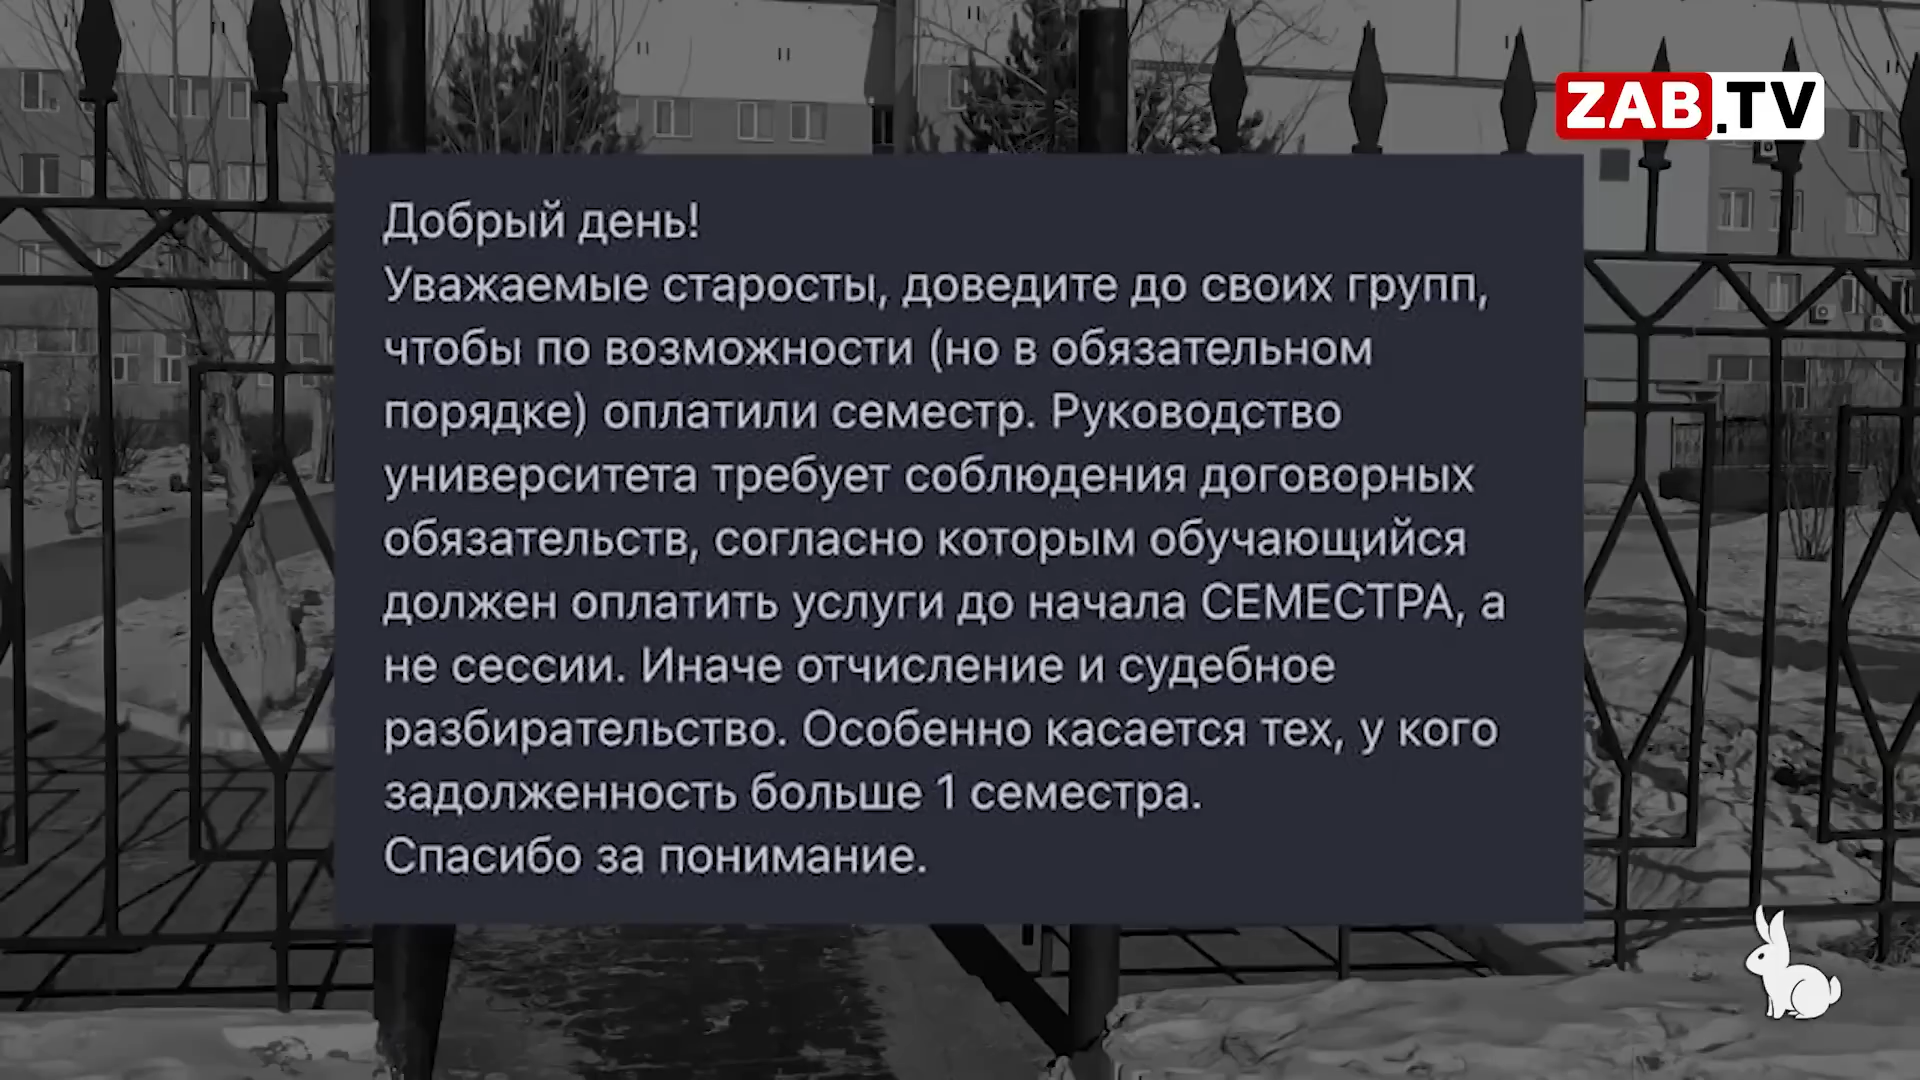 ZAB.TV
Добрый день!
Уважаемые старосты, доведите до своих групп,
чтобы по возможности (но в обязательном
порядке) оплатили семестр. Руководство
университета требует соблюдения договорных
обязательств, согласно которым обучающийся
должен оплатить услуги до начала СЕМЕСТРА, а
не сессии. Иначе отчисление и судебное
разбирательство. Особенно касается тех, у кого
задолженность больше 1 семестра.
Спасибо за понимание.